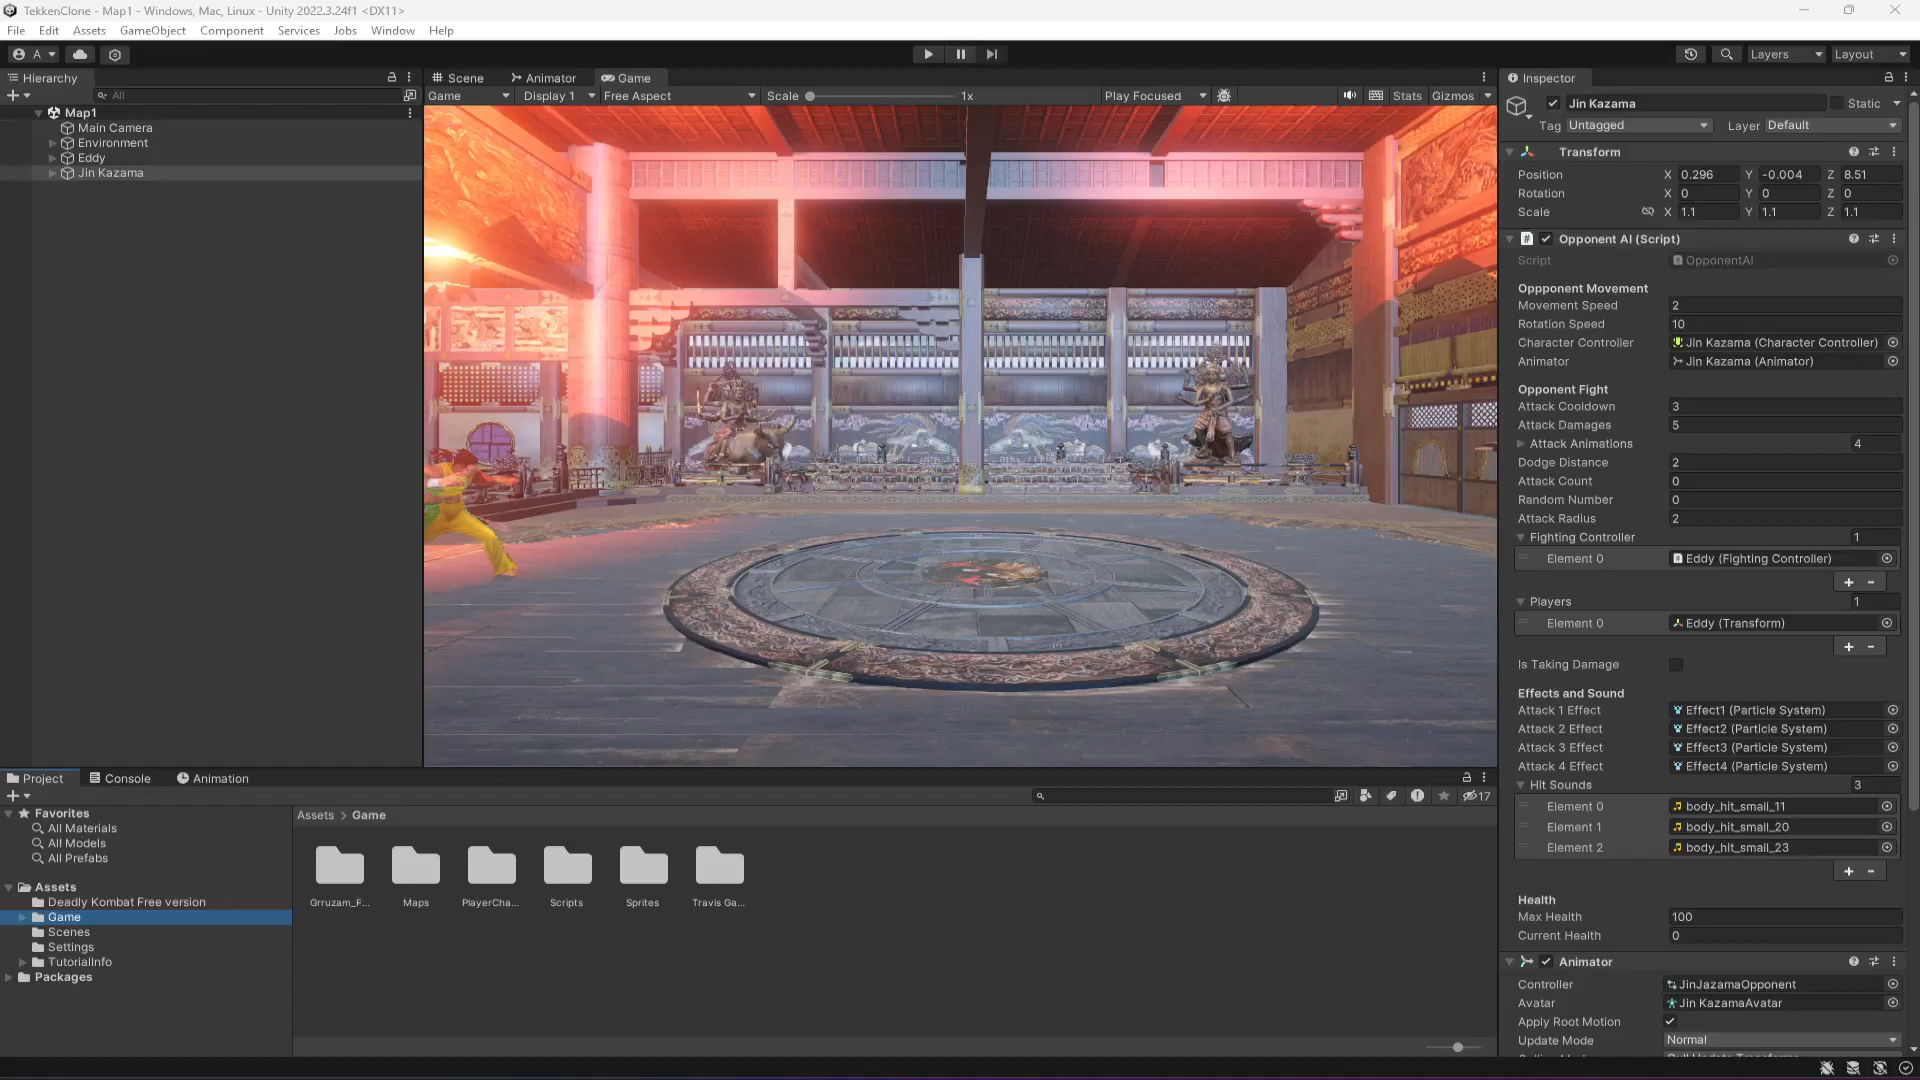 TekkenClone - Map1 - Windows, Mac, Linux - Unity 2022.3.24f1 <DX11>
File Edit Assets GameObject Component Services Jobs Window Help
A
Layers
Layout
Hierarchy
All
Map1
Main Camera
Environment
Eddy
Jin Kazama
Scene
Animator
Game
Game
Display 1
Free Aspect
Scale
1x
Play Focused
Stats
Gizmos
Inspector
Jin Kazama
Static
Tag Untagged
Layer Default
Transform
Position X 0.296 Y -0.004 Z 8.51
Rotation X 0 Y 0 Z 0
Scale X 1.1 Y 1.1 Z 1.1
Opponent AI (Script)
Script OpponentAI
Oppponent Movement
Movement Speed 2
Rotation Speed 10
Character Controller Jin Kazama (Character Controller)
Animator Jin Kazama (Animator)
Opponent Fight
Attack Cooldown 3
Attack Damages 5
Attack Animations 4
Dodge Distance 2
Attack Count 0
Random Number 0
Attack Radius 2
Fighting Controller 1
Element 0 Eddy (Fighting Controller)
+ -
Players 1
Element 0 Eddy (Transform)
+ -
Is Taking Damage
Effects and Sound
Attack 1 Effect Effect1 (Particle System)
Attack 2 Effect Effect2 (Particle System)
Attack 3 Effect Effect3 (Particle System)
Attack 4 Effect Effect4 (Particle System)
Hit Sounds 3
Element 0 body_hit_small_11
Element 1 body_hit_small_20
Element 2 body_hit_small_23
+ -
Health
Max Health 100
Current Health 0
Animator
Controller JinJazamaOpponent
Avatar Jin KazamaAvatar
Apply Root Motion
Update Mode Normal
Project
Console
Animation
17
Favorites
All Materials
All Models
All Prefabs
Assets
Deadly Kombat Free version
Game
Scenes
Settings
TutorialInfo
Packages
Assets > Game
Grruzam_F...
Maps
PlayerCha...
Scripts
Sprites
Travis Ga...